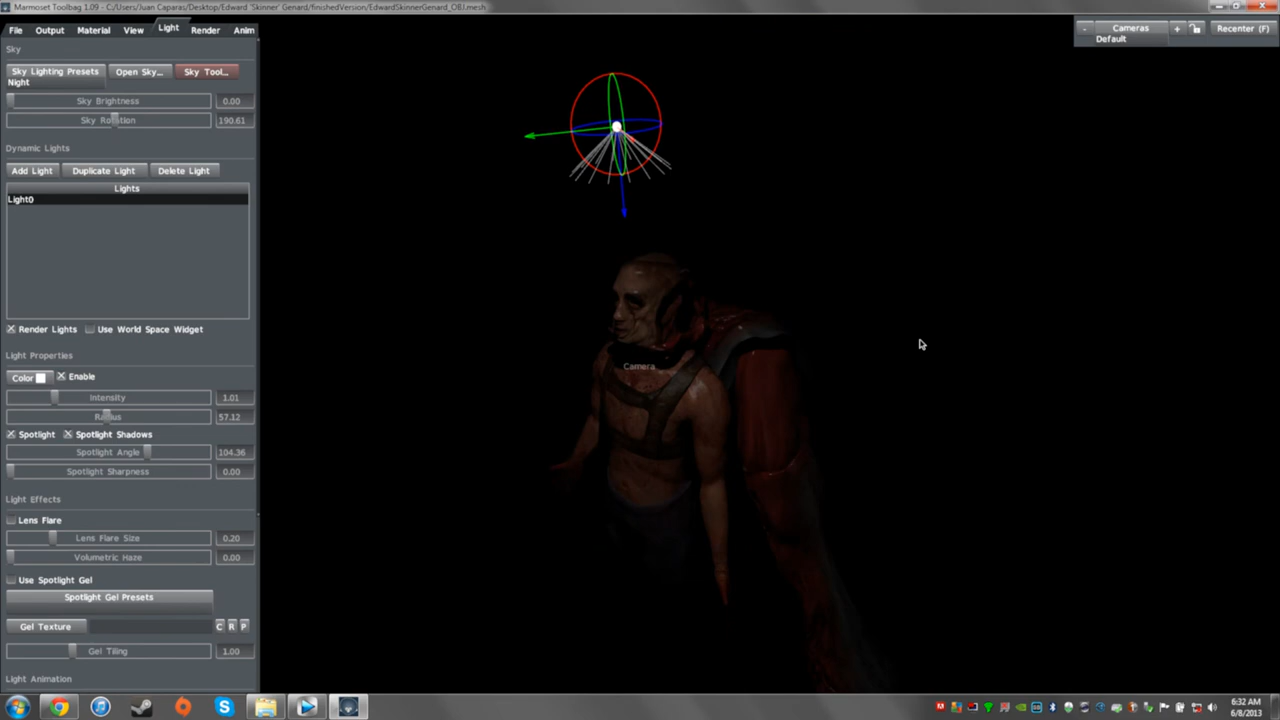 Marmoset Toolbag 1.09 - C:/Users/Juan Caparas/Desktop/Edward 'Skinner' Genard/finishedVersion/EdwardSkinnerGenard_OBJ.mesh
File Output Material View Light Render Anim
- Cameras + Recenter (F)
Default
Sky
Sky Lighting Presets Open Sky... Sky Tool...
Night
Sky Brightness 0.00
Sky Rotation 190.61
Dynamic Lights
Add Light Duplicate Light Delete Light
Lights
Light0
Render Lights Use World Space Widget
Light Properties
Color Enable
Intensity 1.01
Radius 57.12
Spotlight Spotlight Shadows
Spotlight Angle 104.36
Spotlight Sharpness 0.00
Light Effects
Lens Flare
Lens Flare Size 0.20
Volumetric Haze 0.00
Use Spotlight Gel
Spotlight Gel Presets
Gel Texture C R P
Gel Tiling 1.00
Light Animation
Camera
6:32 AM
6/8/2013